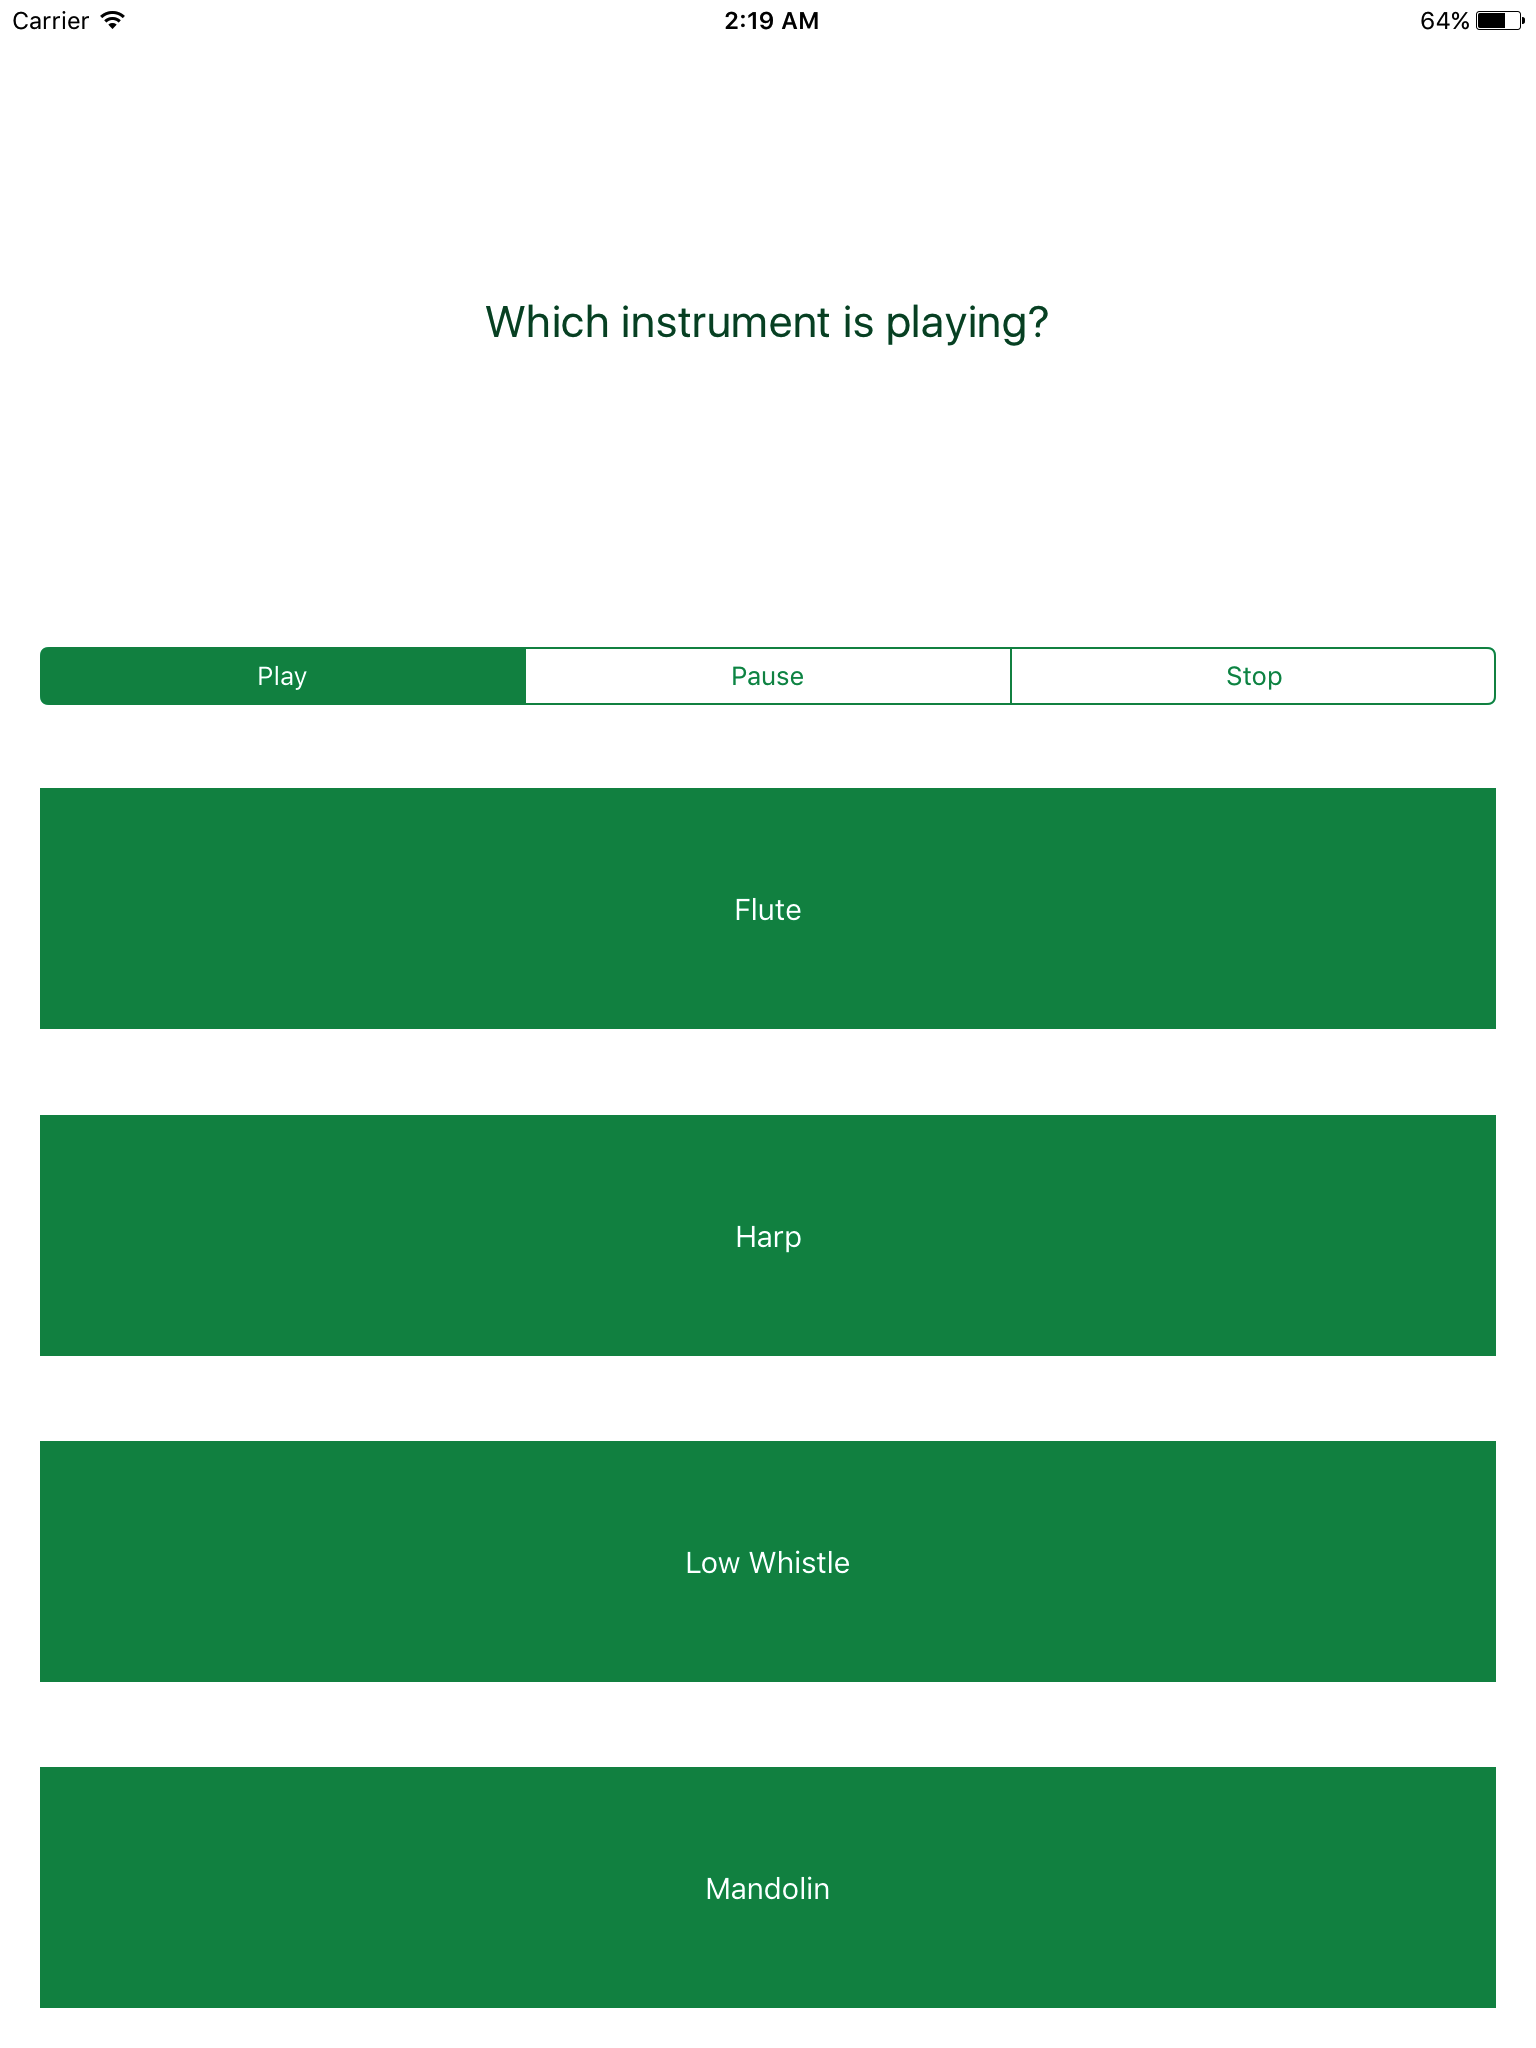 Carrier 2:19 AM 64%
Which instrument is playing?
Play Pause Stop
Flute
Harp
Low Whistle
Mandolin